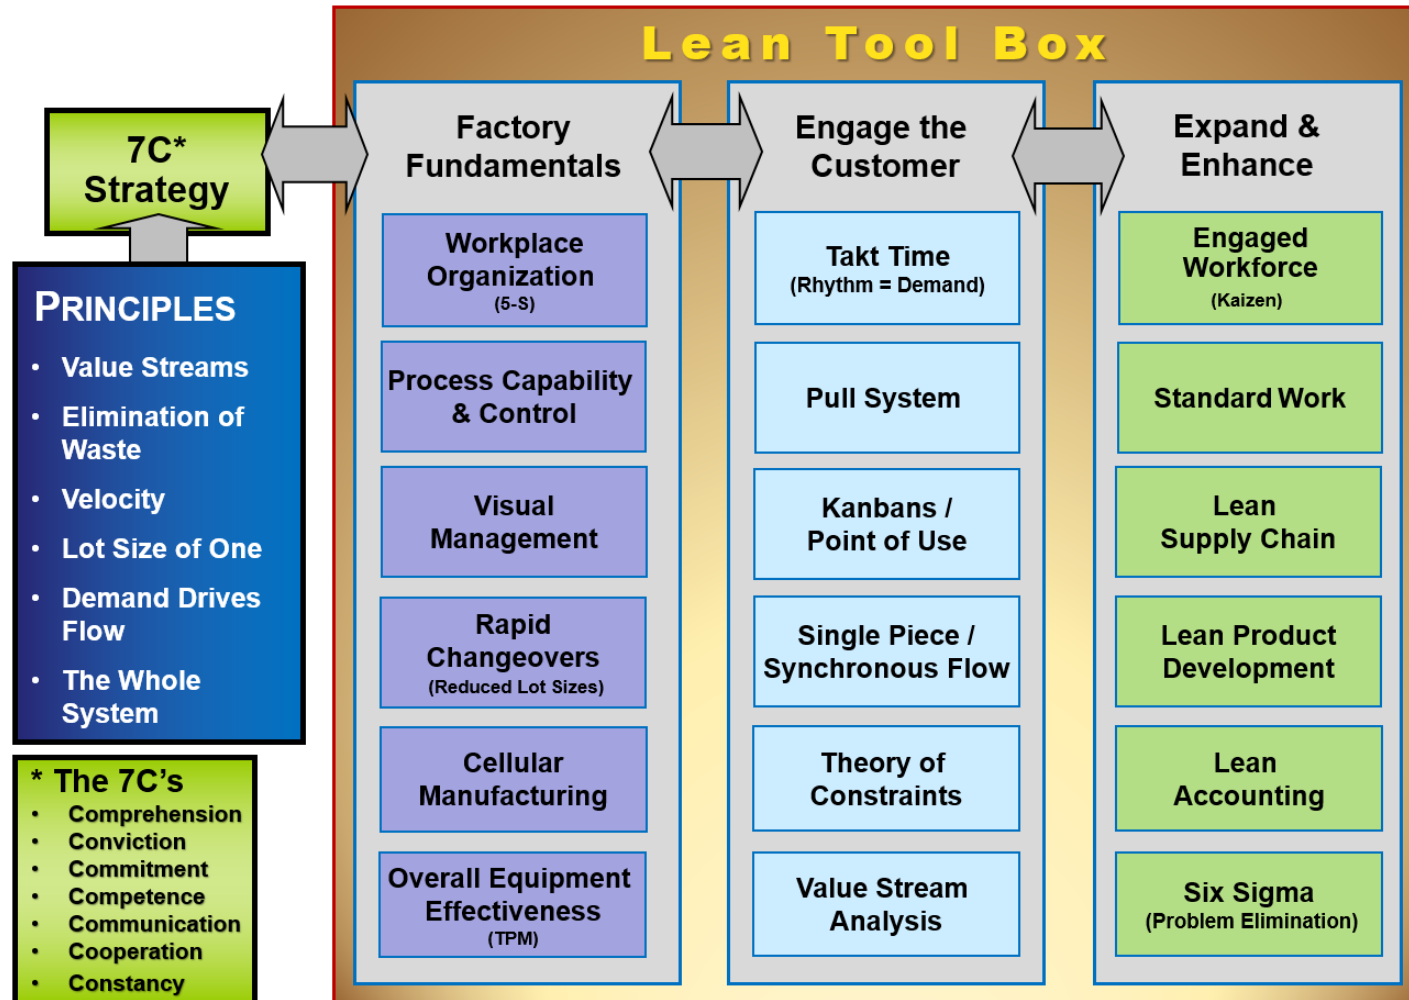 Lean Tool Box
7C*
Strategy
PRINCIPLES
• Value Streams
• Elimination of
Waste
• Velocity
• Lot Size of One
• Demand Drives
Flow
• The Whole
System
* The 7C’s
• Comprehension
• Conviction
• Commitment
• Competence
• Communication
• Cooperation
• Constancy
Factory
Fundamentals
Workplace
Organization
(5-S)
Process Capability
& Control
Visual
Management
Rapid
Changeovers
(Reduced Lot Sizes)
Cellular
Manufacturing
Overall Equipment
Effectiveness
(TPM)
Engage the
Customer
Takt Time
(Rhythm = Demand)
Pull System
Kanbans /
Point of Use
Single Piece /
Synchronous Flow
Theory of
Constraints
Value Stream
Analysis
Expand &
Enhance
Engaged
Workforce
(Kaizen)
Standard Work
Lean
Supply Chain
Lean Product
Development
Lean
Accounting
Six Sigma
(Problem Elimination)